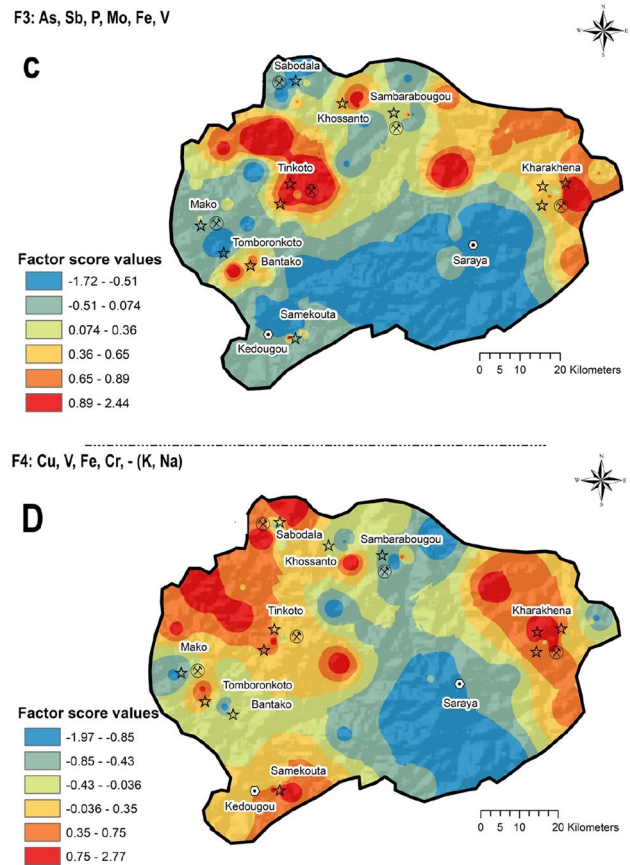 F3: As, Sb, P, Mo, Fe, V
N
W E
S
C
Sabodala
Sambarabougou
Khossanto
Tinkoto
Kharakhena
Mako
Tomboronkoto
Bantako
Saraya
Samekouta
Kedougou
Factor score values
-1.72 - -0.51
-0.51 - 0.074
0.074 - 0.36
0.36 - 0.65
0.65 - 0.89
0.89 - 2.44
0 5 10 20 Kilometers
F4: Cu, V, Fe, Cr, - (K, Na)
N
W E
S
D
Sabodala
Sambarabougou
Khossanto
Tinkoto
Kharakhena
Mako
Tomboronkoto
Bantako
Saraya
Samekouta
Kedougou
Factor score values
-1.97 - -0.85
-0.85 - -0.43
-0.43 - -0.036
-0.036 - 0.35
0.35 - 0.75
0.75 - 2.77
0 5 10 20 Kilometers